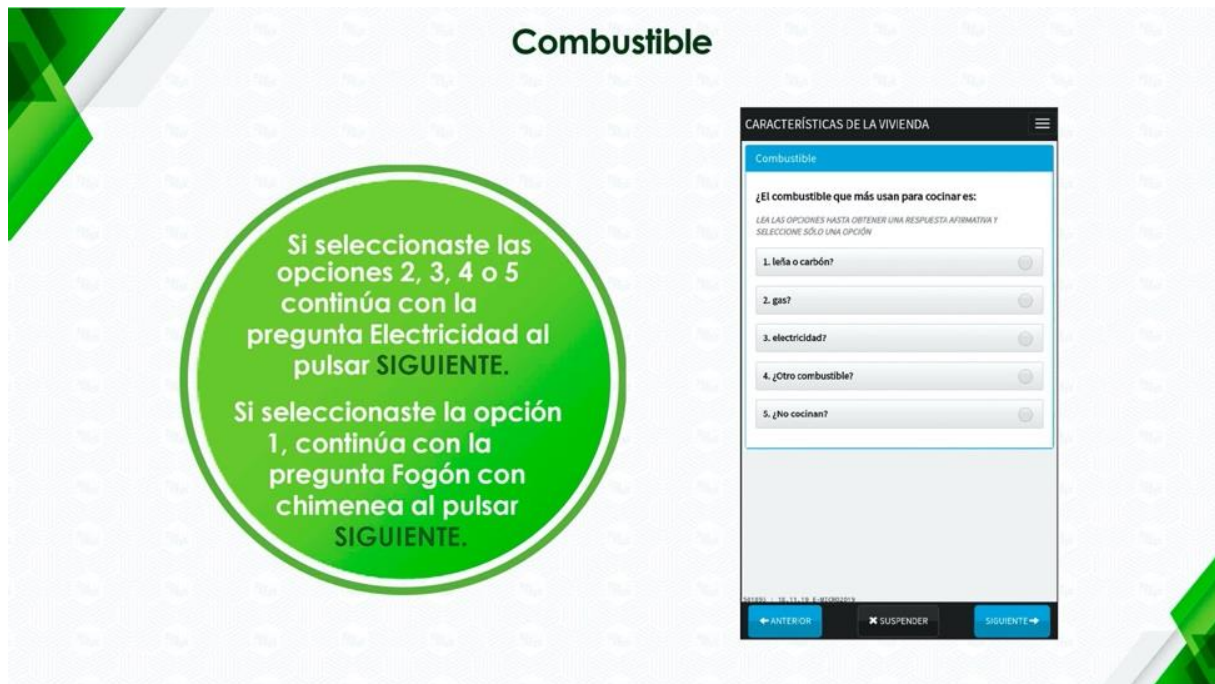 Combustible
Si seleccionaste las
opciones 2, 3, 4 o 5
continúa con la
pregunta Electricidad al
pulsar SIGUIENTE.
Si seleccionaste la opción
1, continúa con la
pregunta Fogón con
chimenea al pulsar
SIGUIENTE.
CARACTERÍSTICAS DE LA VIVIENDA
Combustible
¿El combustible que más usan para cocinar es:
LEA LAS OPCIONES HASTA OBTENER UNA RESPUESTA AFIRMATIVA Y
SELECCIONE SÓLO UNA OPCIÓN
1. leña o carbón?
2. gas?
3. electricidad?
4. ¿Otro combustible?
5. ¿No cocinan?
ANTERIOR
SUSPENDER
SIGUIENTE